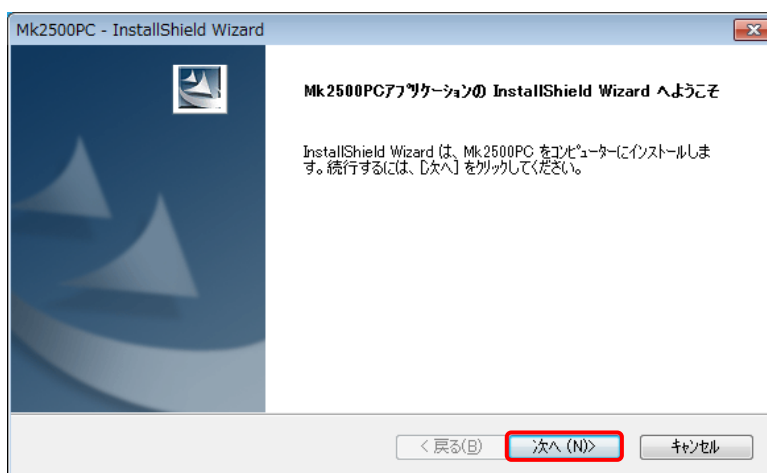 Mk2500PC - InstallShield Wizard
Mk2500PCアプリケーションの InstallShield Wizard へようこそ
InstallShield Wizard は、Mk2500PC をコンピューターにインストールしま
す。続行するには、[次へ] をクリックしてください。
< 戻る(B)
次へ (N)>
キャンセル